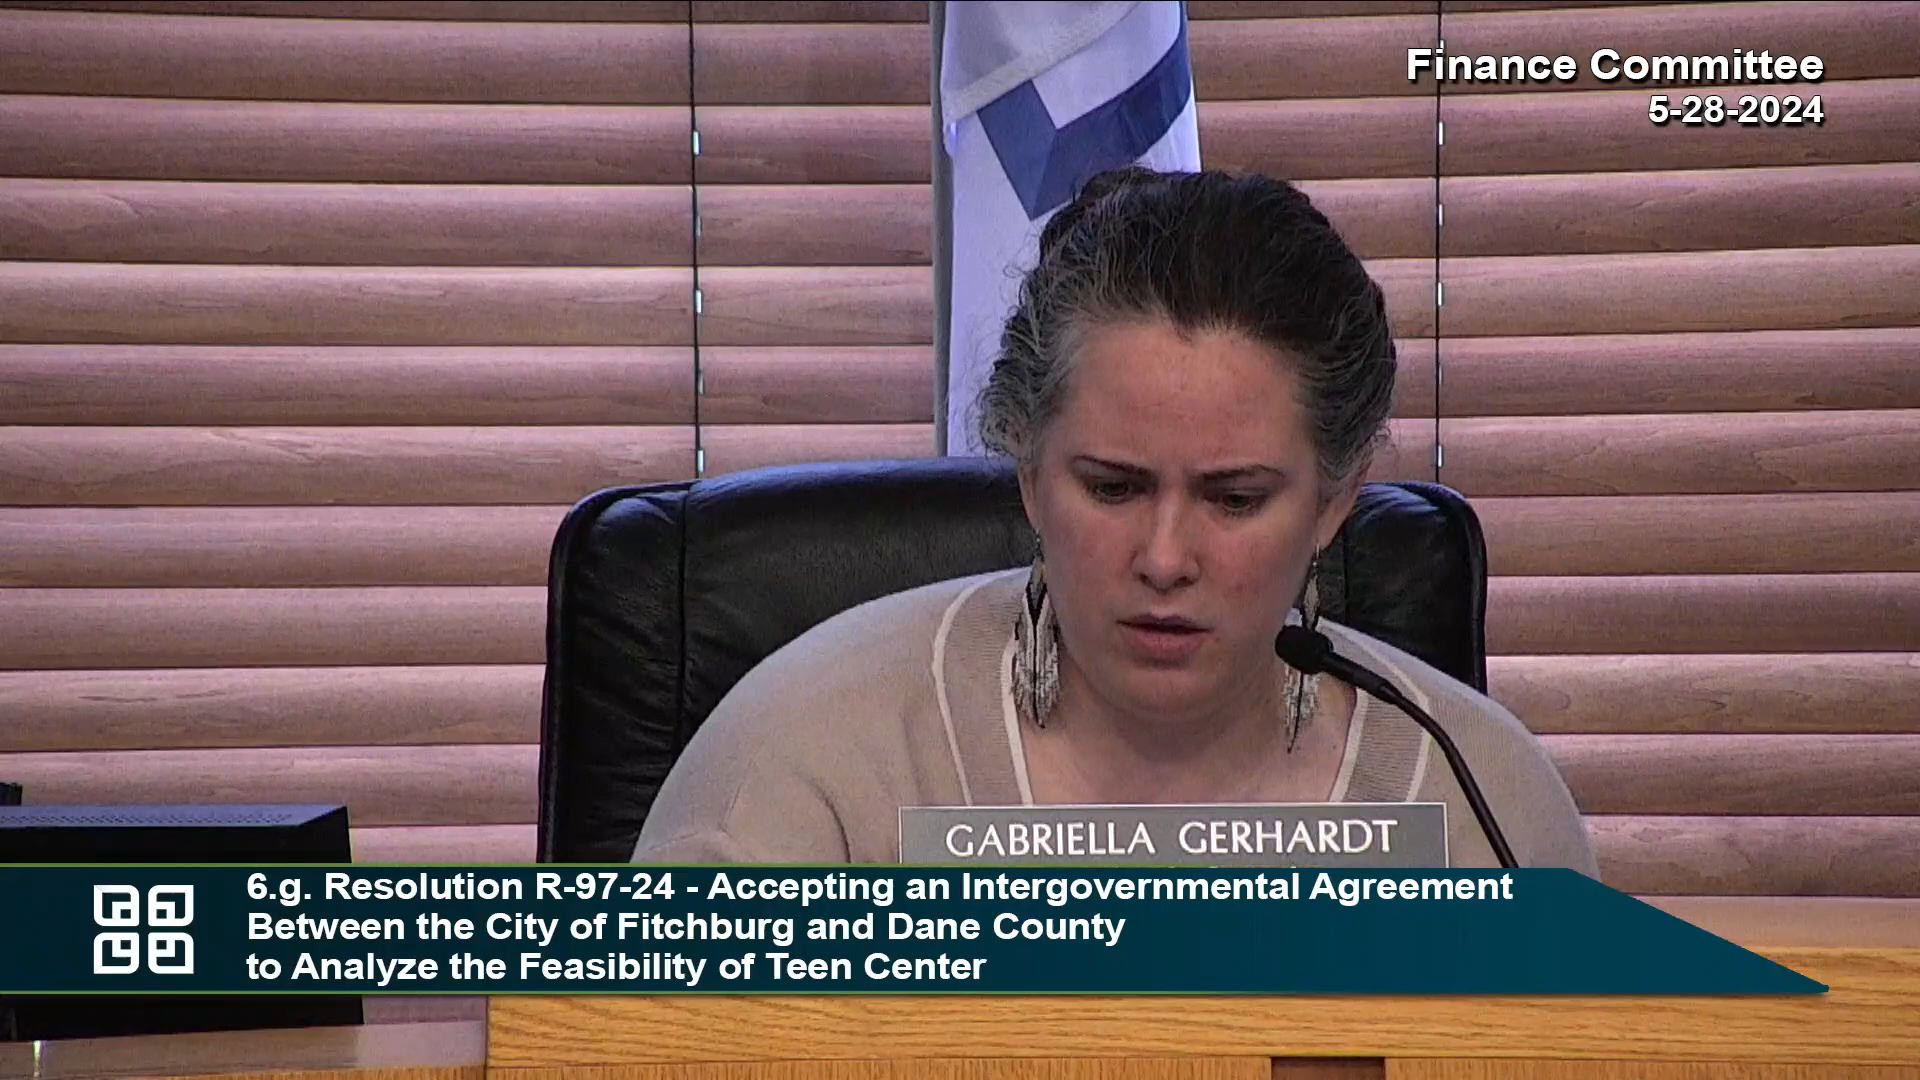 Finance Committee
5-28-2024
GABRIELLA GERHARDT
6.g. Resolution R-97-24 - Accepting an Intergovernmental Agreement
Between the City of Fitchburg and Dane County
to Analyze the Feasibility of Teen Center